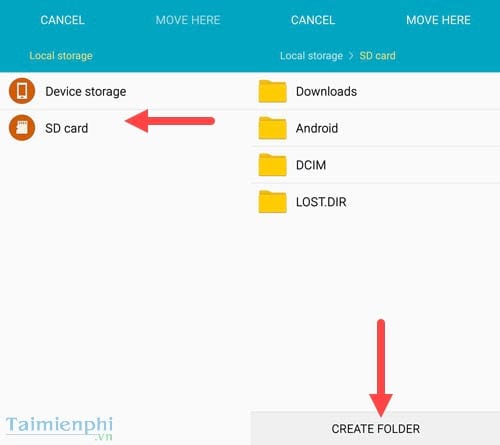 CANCEL MOVE HERE
Local storage
Device storage
SD card
CANCEL MOVE HERE
Local storage > SD card
Downloads
Android
DCIM
LOST.DIR
CREATE FOLDER
Taimienphi
.vn